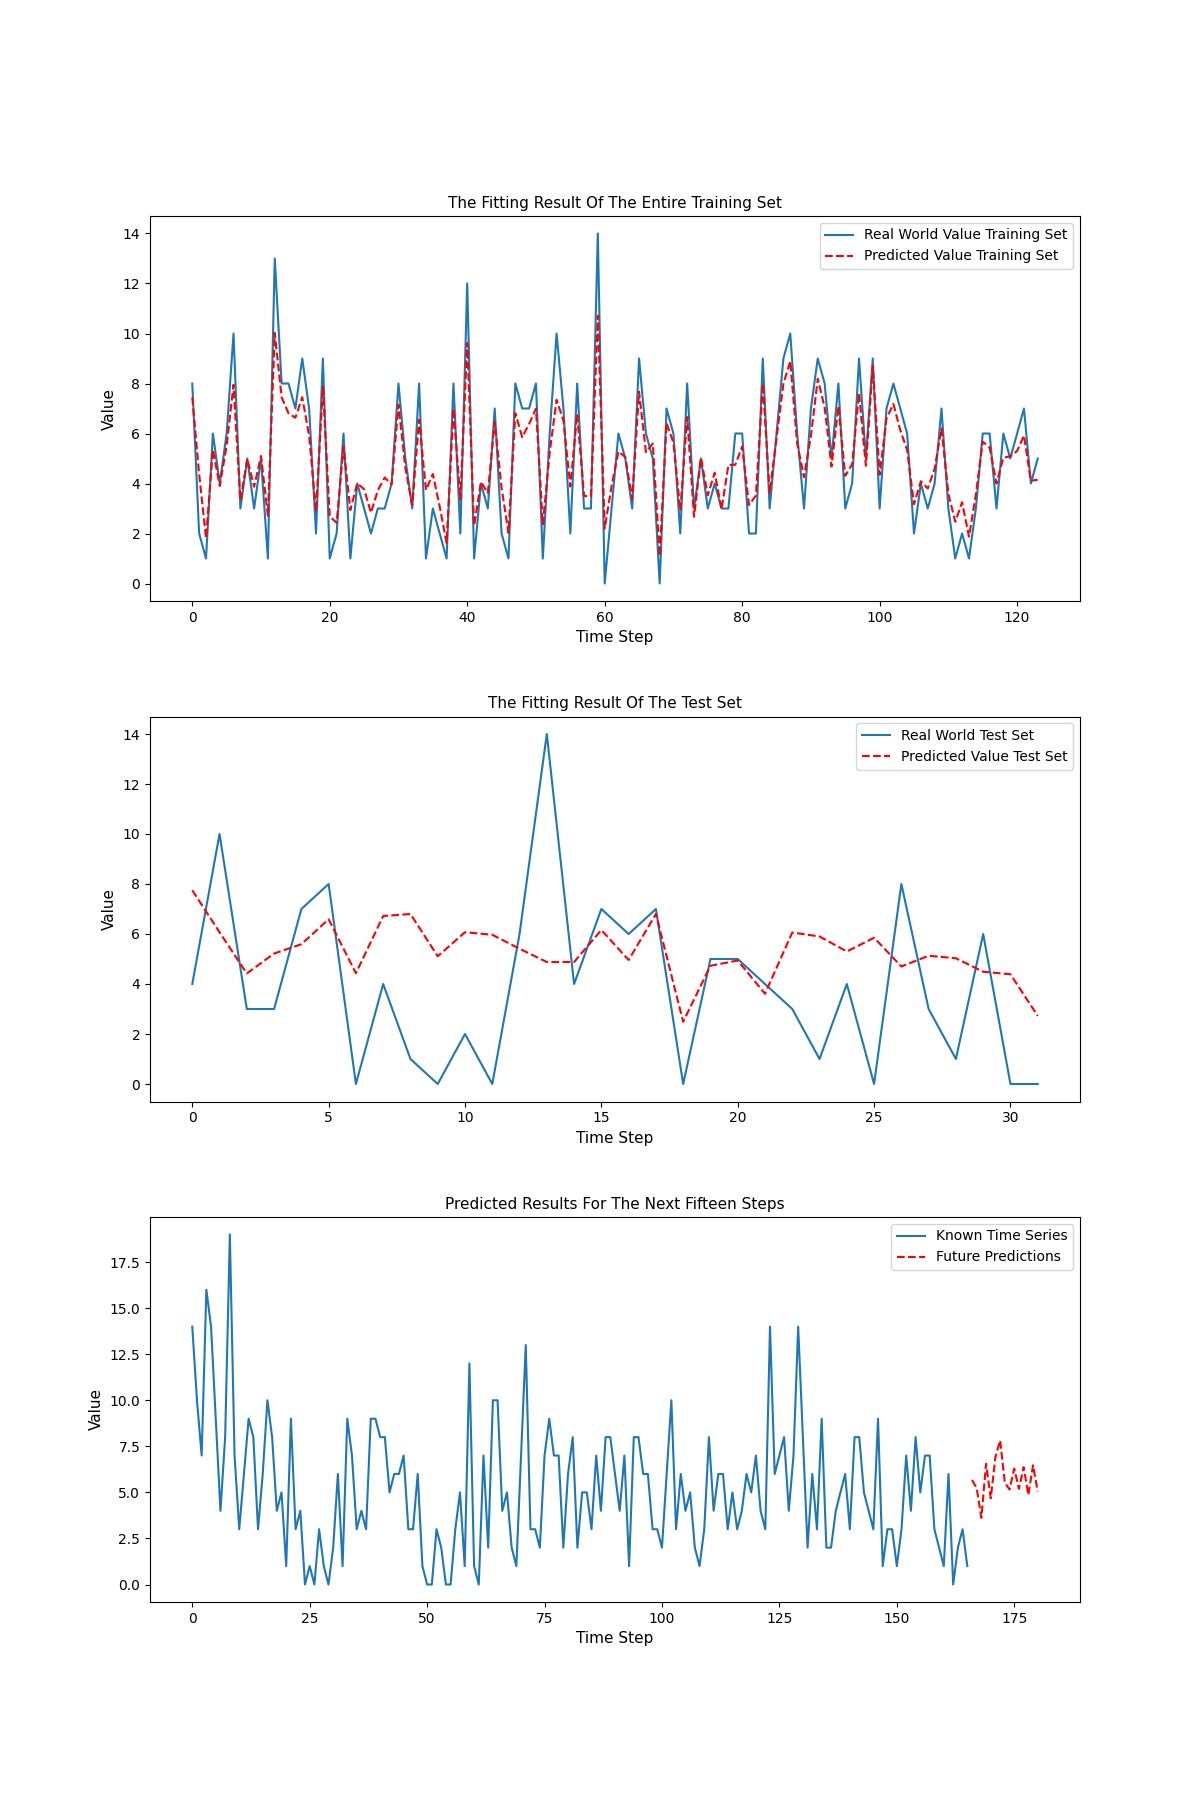 The Fitting Result Of The Entire Training Set
14
12
10
8
6
4
2
0
Value
Real World Value Training Set
Predicted Value Training Set
0 20 40 60 80 100 120
Time Step
The Fitting Result Of The Test Set
14
12
10
8
6
4
2
0
Value
Real World Test Set
Predicted Value Test Set
0 5 10 15 20 25 30
Time Step
Predicted Results For The Next Fifteen Steps
17.5
15.0
12.5
10.0
7.5
5.0
2.5
0.0
Value
Known Time Series
Future Predictions
0 25 50 75 100 125 150 175
Time Step